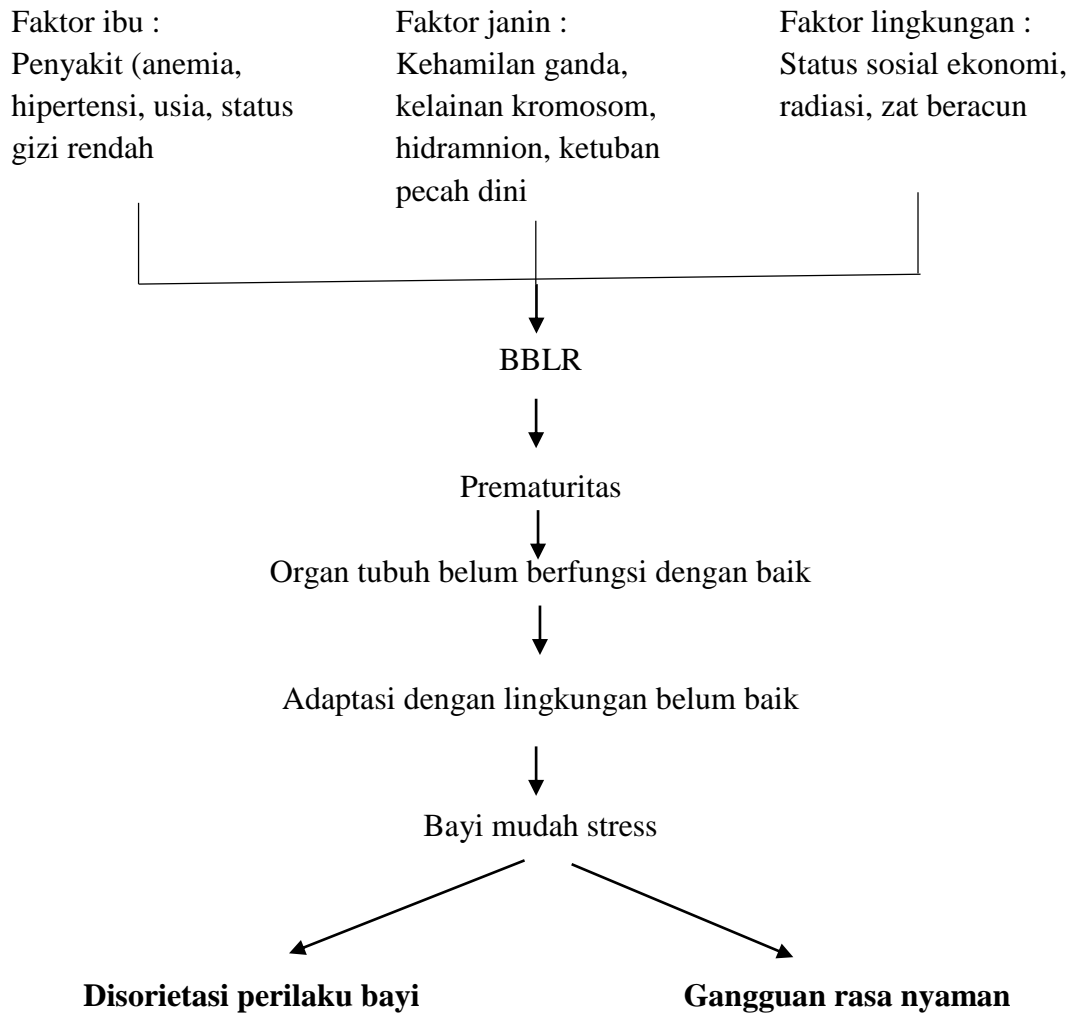 Faktor ibu :
Penyakit (anemia,
hipertensi, usia, status
gizi rendah
Faktor janin :
Kehamilan ganda,
kelainan kromosom,
hidramnion, ketuban
pecah dini
Faktor lingkungan :
Status sosial ekonomi,
radiasi, zat beracun
BBLR
Prematuritas
Organ tubuh belum berfungsi dengan baik
Adaptasi dengan lingkungan belum baik
Bayi mudah stress
Disorietasi perilaku bayi
Gangguan rasa nyaman